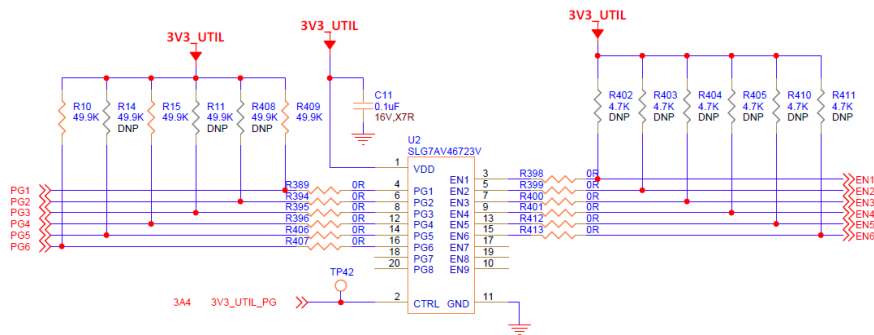 3V3_UTIL
3V3_UTIL
3V3_UTIL
R10
49.9K
R14
49.9K
DNP
R15
49.9K
R11
49.9K
DNP
R408
49.9K
DNP
R409
49.9K
C11
0.1uF
16V,X7R
R402
4.7K
DNP
R403
4.7K
DNP
R404
4.7K
DNP
R405
4.7K
DNP
R410
4.7K
DNP
R411
4.7K
DNP
U2
SLG7AV46723V
1 VDD
PG1 R389 0R 4 PG1 EN1 3 R398 0R EN1
PG2 R394 0R 6 PG2 EN2 5 R399 0R EN2
PG3 R395 0R 8 PG3 EN3 7 R400 0R EN3
PG4 R396 0R 12 PG4 EN4 9 R401 0R EN4
PG5 R406 0R 14 PG5 EN5 13 R412 0R EN5
PG6 R407 0R 16 PG6 EN6 15 R413 0R EN6
18 PG7 EN7 17
20 PG8 EN8 19
EN9 10
TP42
3A4 3V3_UTIL_PG 2 CTRL GND 11